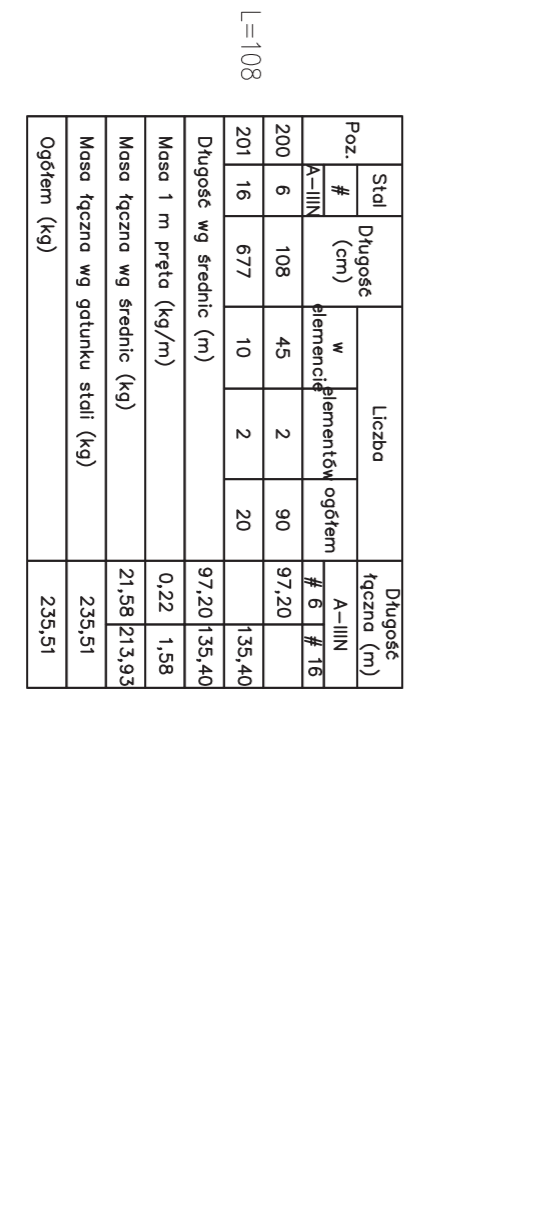 L=108
Poz. Stal Długość (cm) Liczba Długość łączna (m)
# w elemencie elementów ogółem A-IIIN
A-IIIN # 6 # 16
200 6 108 45 2 90 97,20
201 16 677 10 2 20 135,40
Długość wg średnic (m) 97,20 135,40
Masa 1 m pręta (kg/m) 0,22 1,58
Masa łączna wg średnic (kg) 21,58 213,93
Masa łączna wg gatunku stali (kg) 235,51
Ogółem (kg) 235,51